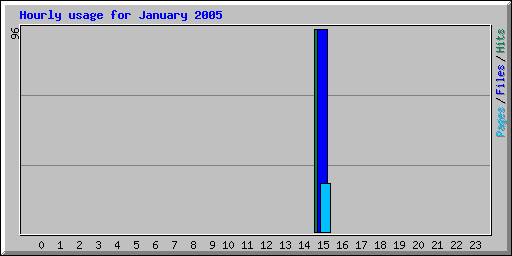 Hourly usage for January 2005
96
Pages/Files/Hits
0 1 2 3 4 5 6 7 8 9 10 11 12 13 14 15 16 17 18 19 20 21 22 23